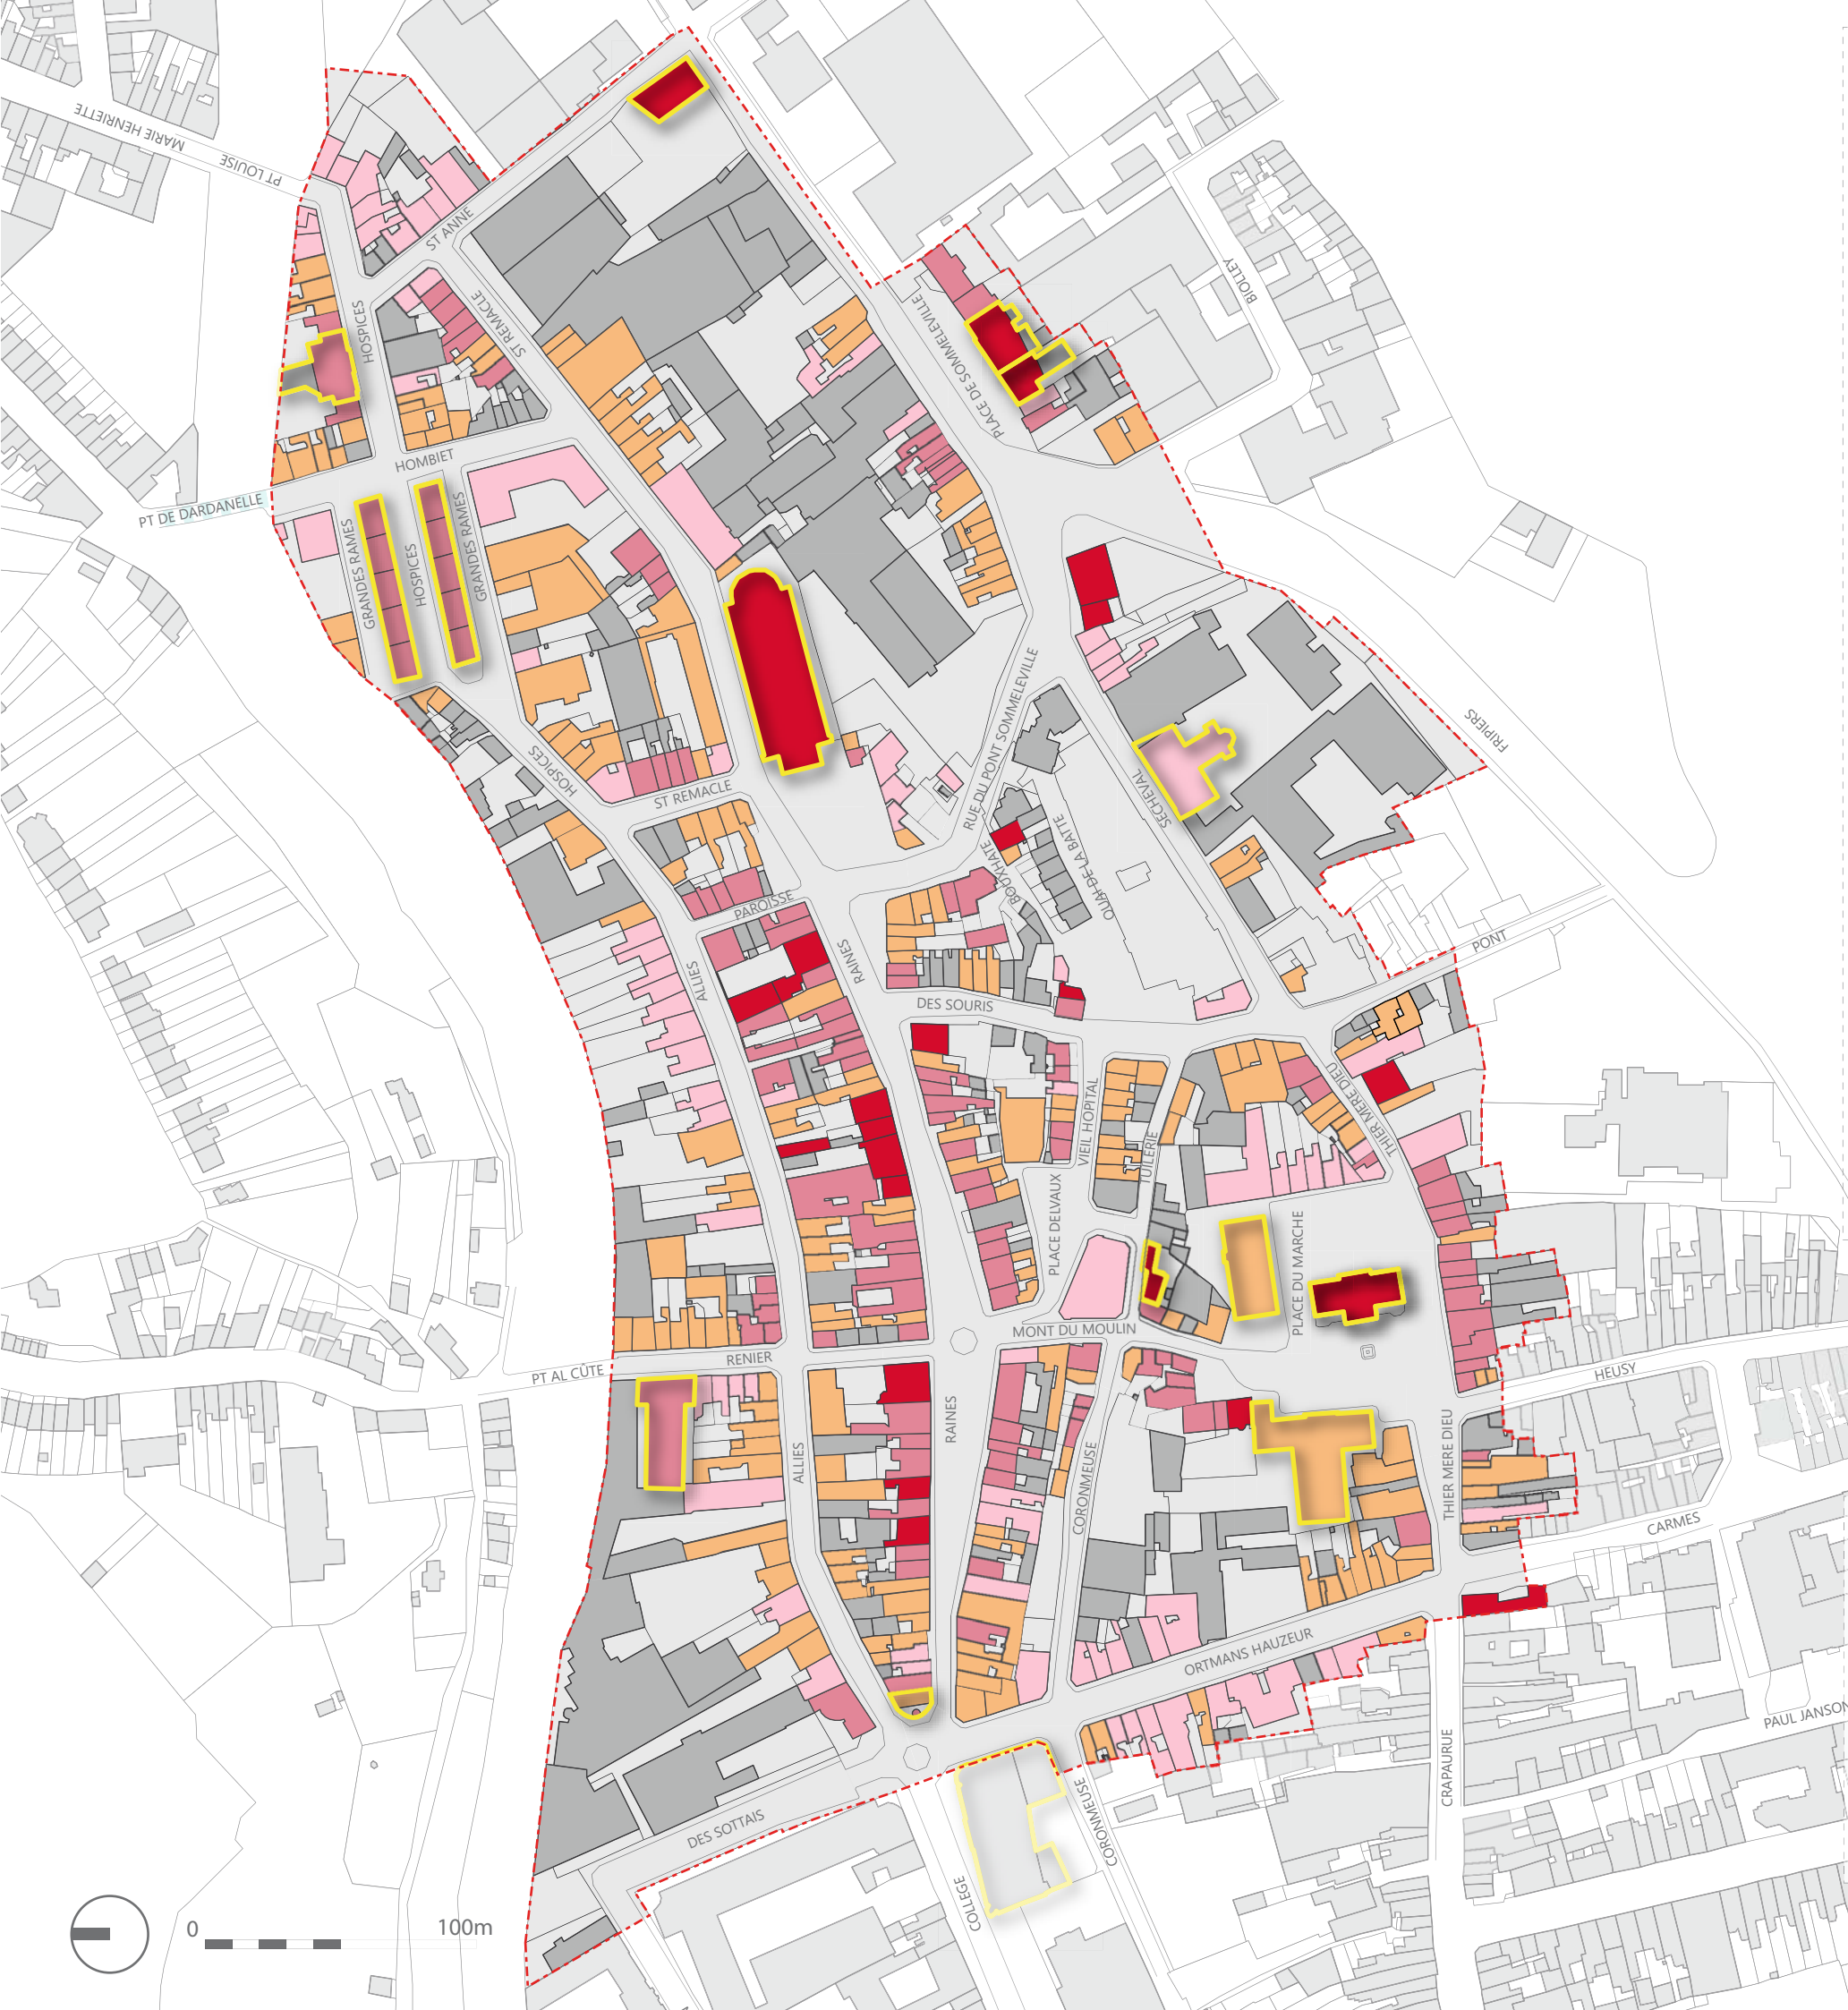 MARIE HENRIETTE
PT LOUISE
ST ANNE
BIOLLEY
HOSPICES
ST REMACLE
PLACE DE SOMMELEVILLE
HOMBIET
PT DE DARDANELLE
GRANDES RAMES
HOSPICES
GRANDES RAMES
RUE DU PONT SOMMELEVILLE
FRIPIERS
HOSPICES
SECHEVAL
ST REMACLE
BOUXHATE
QUAI DE LA BATTE
PAROISSE
RAINES
ALLIES
PONT
DES SOURIS
THIER MERE DIEU
VIEIL HOPITAL
TUILERIE
PLACE DELVAUX
PLACE DU MARCHE
MONT DU MOULIN
RENIER
PT AL CÛTE
HEUSY
RAINES
ALLIES
CORONMEUSE
THIER MERE DIEU
CARMES
ORTMANS HAUZEUR
PAUL JANSON
CRAPAURUE
DES SOTTAIS
CORONMEUSE
COLLEGE
0 100m